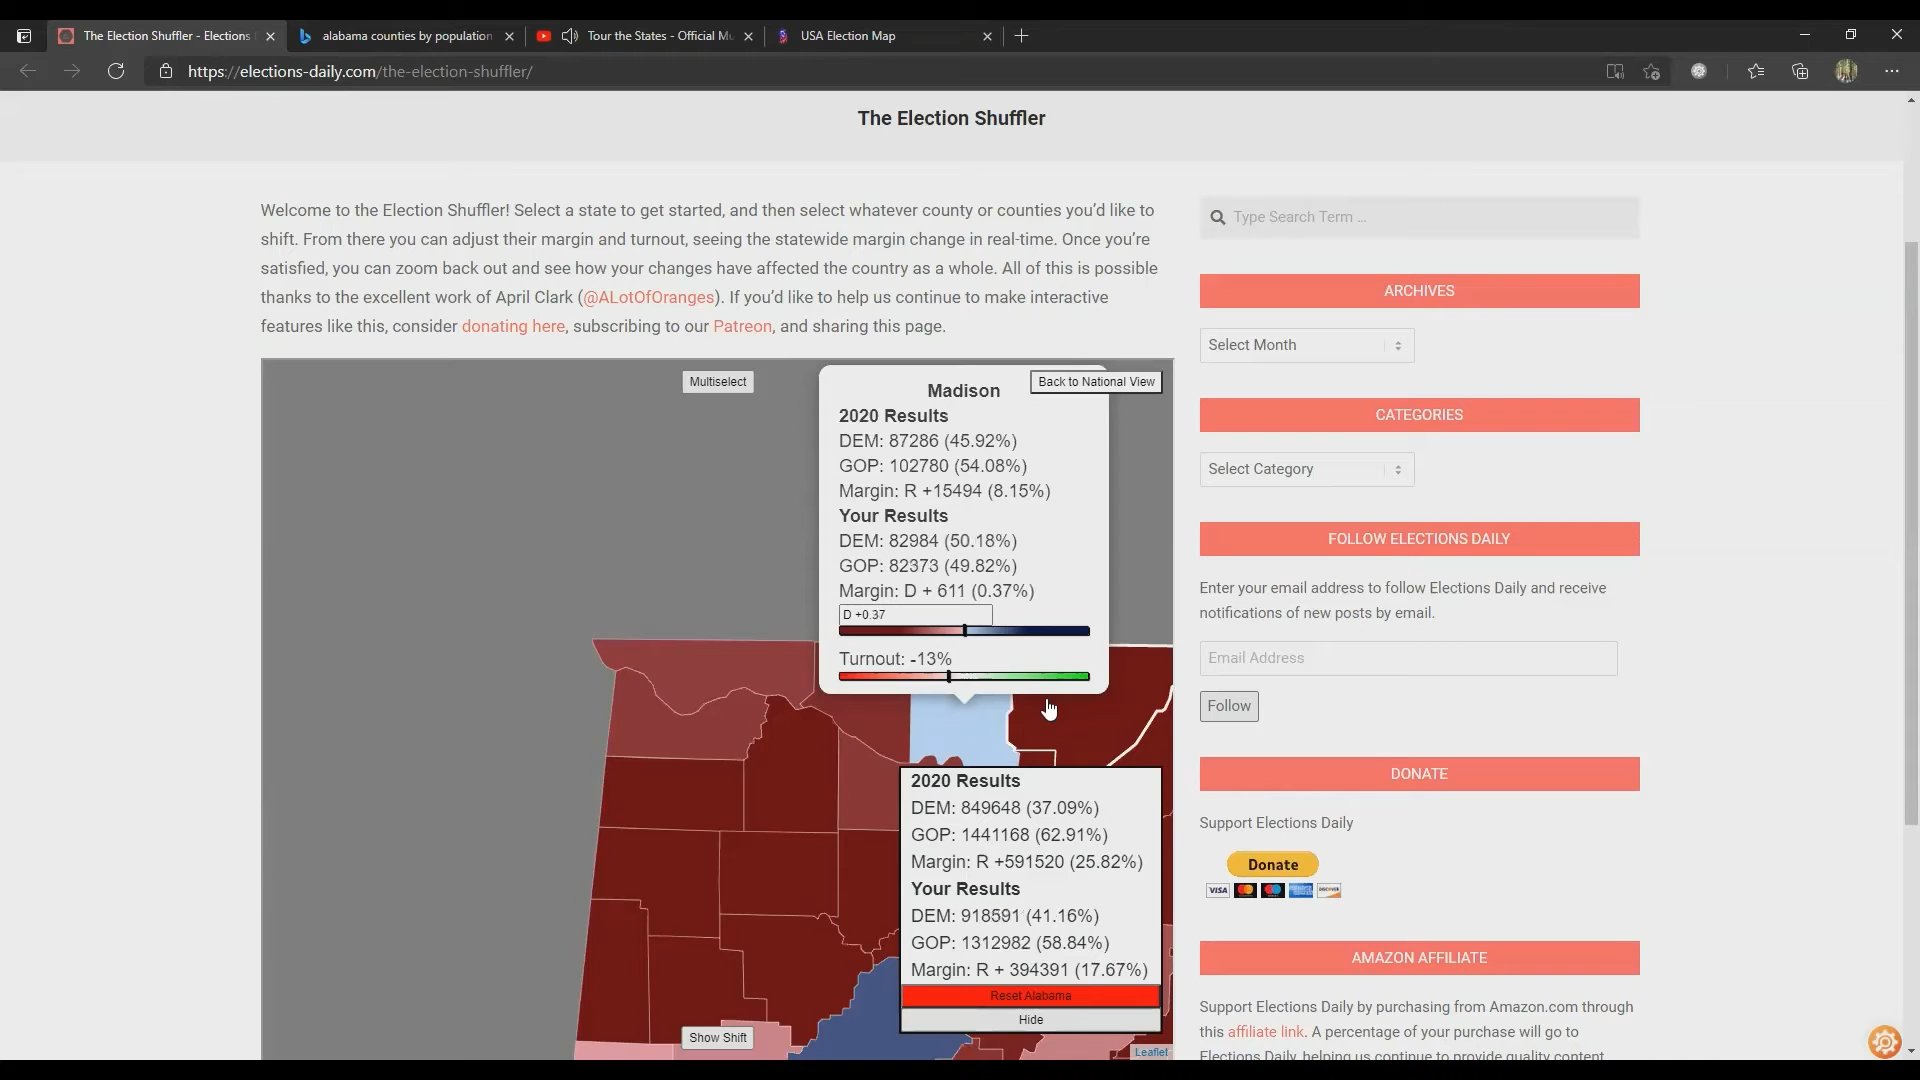 The Election Shuffler - Elections
alabama counties by population
Tour the States - Official Mu
USA Election Map
https://elections-daily.com/the-election-shuffler/
The Election Shuffler
Welcome to the Election Shuffler! Select a state to get started, and then select whatever county or counties you'd like to
shift. From there you can adjust their margin and turnout, seeing the statewide margin change in real-time. Once you're
satisfied, you can zoom back out and see how your changes have affected the country as a whole. All of this is possible
thanks to the excellent work of April Clark (@ALotOfOranges). If you'd like to help us continue to make interactive
features like this, consider donating here, subscribing to our Patreon, and sharing this page.
Multiselect
Back to National View
Madison
2020 Results
DEM: 87286 (45.92%)
GOP: 102780 (54.08%)
Margin: R +15494 (8.15%)
Your Results
DEM: 82984 (50.18%)
GOP: 82373 (49.82%)
Margin: D + 611 (0.37%)
D +0.37
Turnout: -13%
2020 Results
DEM: 849648 (37.09%)
GOP: 1441168 (62.91%)
Margin: R +591520 (25.82%)
Your Results
DEM: 918591 (41.16%)
GOP: 1312982 (58.84%)
Margin: R + 394391 (17.67%)
Reset Alabama
Hide
Show Shift
Leaflet
Type Search Term ...
ARCHIVES
Select Month
CATEGORIES
Select Category
FOLLOW ELECTIONS DAILY
Enter your email address to follow Elections Daily and receive
notifications of new posts by email.
Email Address
Follow
DONATE
Support Elections Daily
Donate
VISA
DISCOVER
AMAZON AFFILIATE
Support Elections Daily by purchasing from Amazon.com through
this affiliate link. A percentage of your purchase will go to
Elections Daily, helping us continue to provide quality content